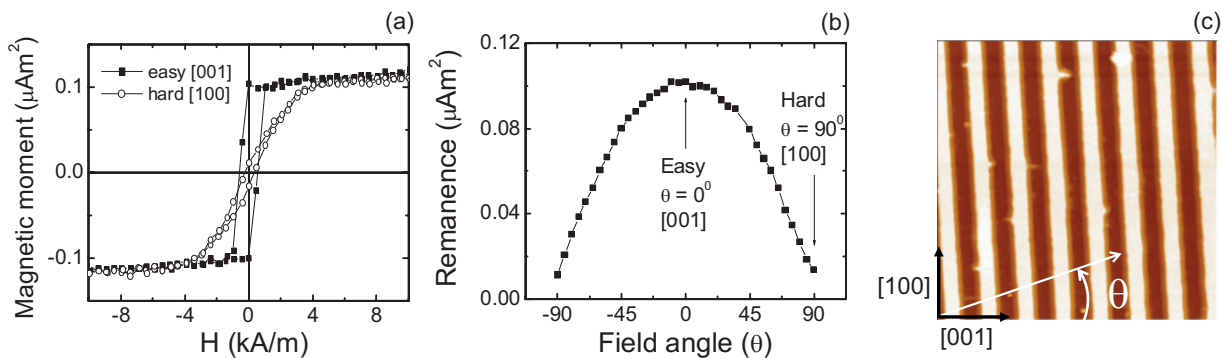 (a)
Magnetic moment (μAm²)
0.1
0.0
-0.1
easy [001]
hard [100]
-8 -4 0 4 8
H (kA/m)
(b)
Remanence (μAm²)
0.12
0.08
0.04
0.00
Easy
θ = 0⁰
[001]
Hard
θ = 90⁰
[100]
-90 -45 0 45 90
Field angle (θ)
(c)
[100]
[001]
θ